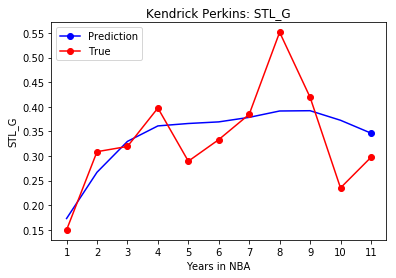 Kendrick Perkins: STL_G
Prediction
True
STL_G
0.55
0.50
0.45
0.40
0.35
0.30
0.25
0.20
0.15
1 2 3 4 5 6 7 8 9 10 11
Years in NBA